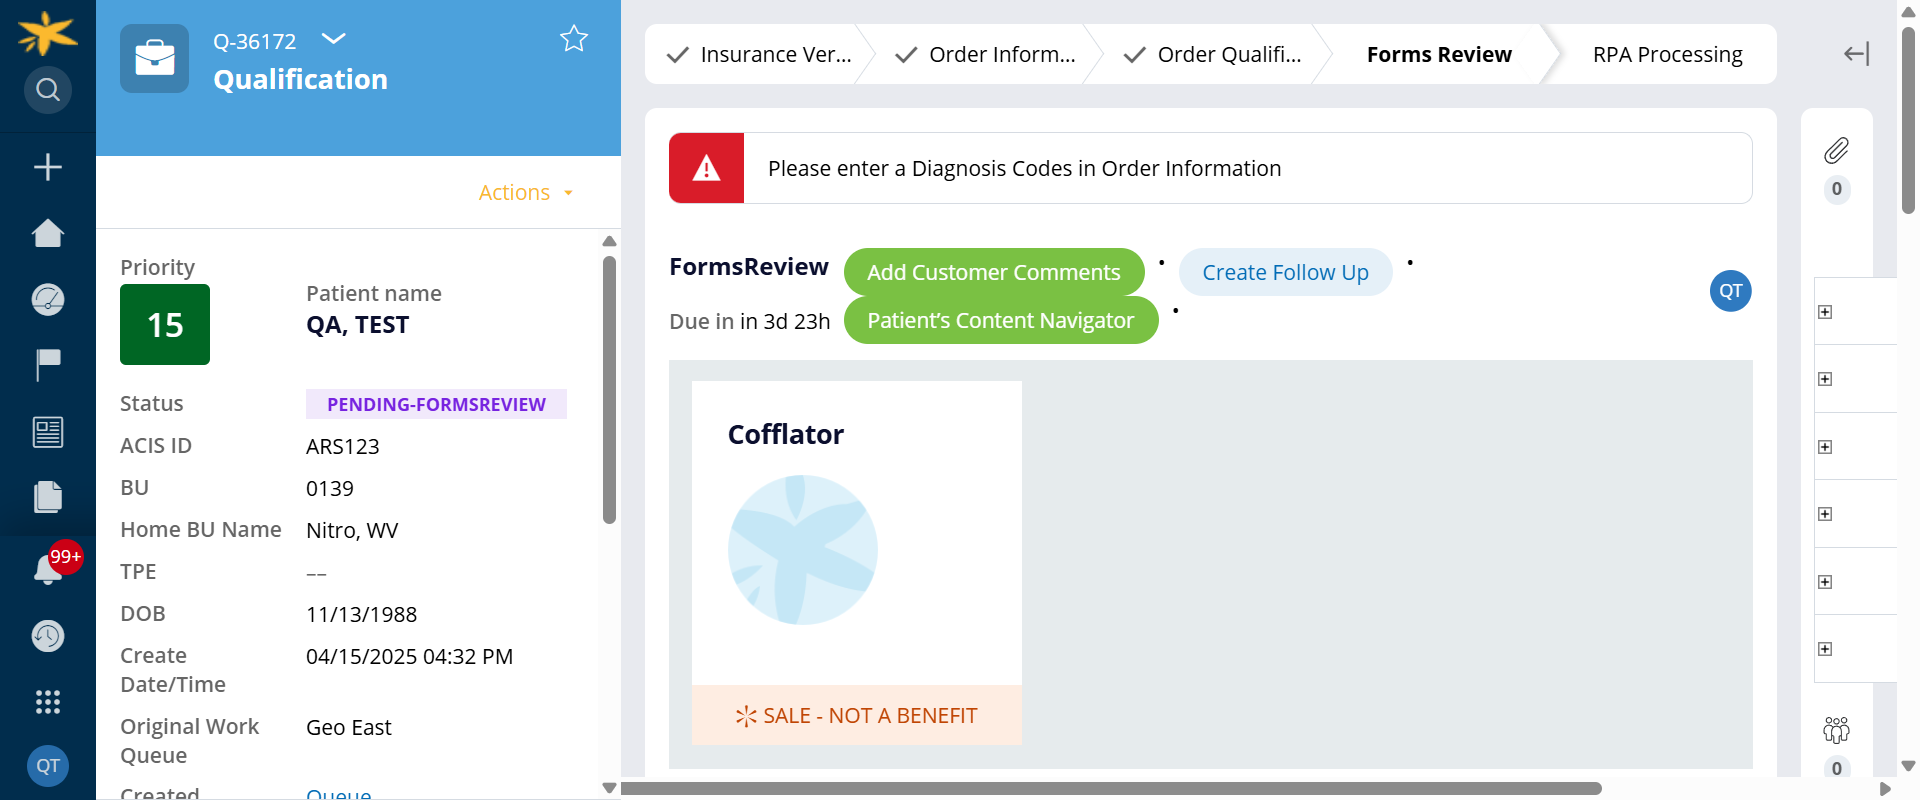 Q-36172
Qualification
Actions
Priority
15
Patient name
QA, TEST
Status
PENDING-FORMSREVIEW
ACIS ID
ARS123
BU
0139
Home BU Name
Nitro, WV
TPE
––
DOB
11/13/1988
Create
Date/Time
04/15/2025 04:32 PM
Original Work
Queue
Geo East
Created
Queue
99+
QT
Insurance Ver...
Order Inform...
Order Qualifi...
Forms Review
RPA Processing
Please enter a Diagnosis Codes in Order Information
FormsReview
Add Customer Comments
Create Follow Up
Due in in 3d 23h
Patient’s Content Navigator
QT
Cofflator
SALE - NOT A BENEFIT
0
0